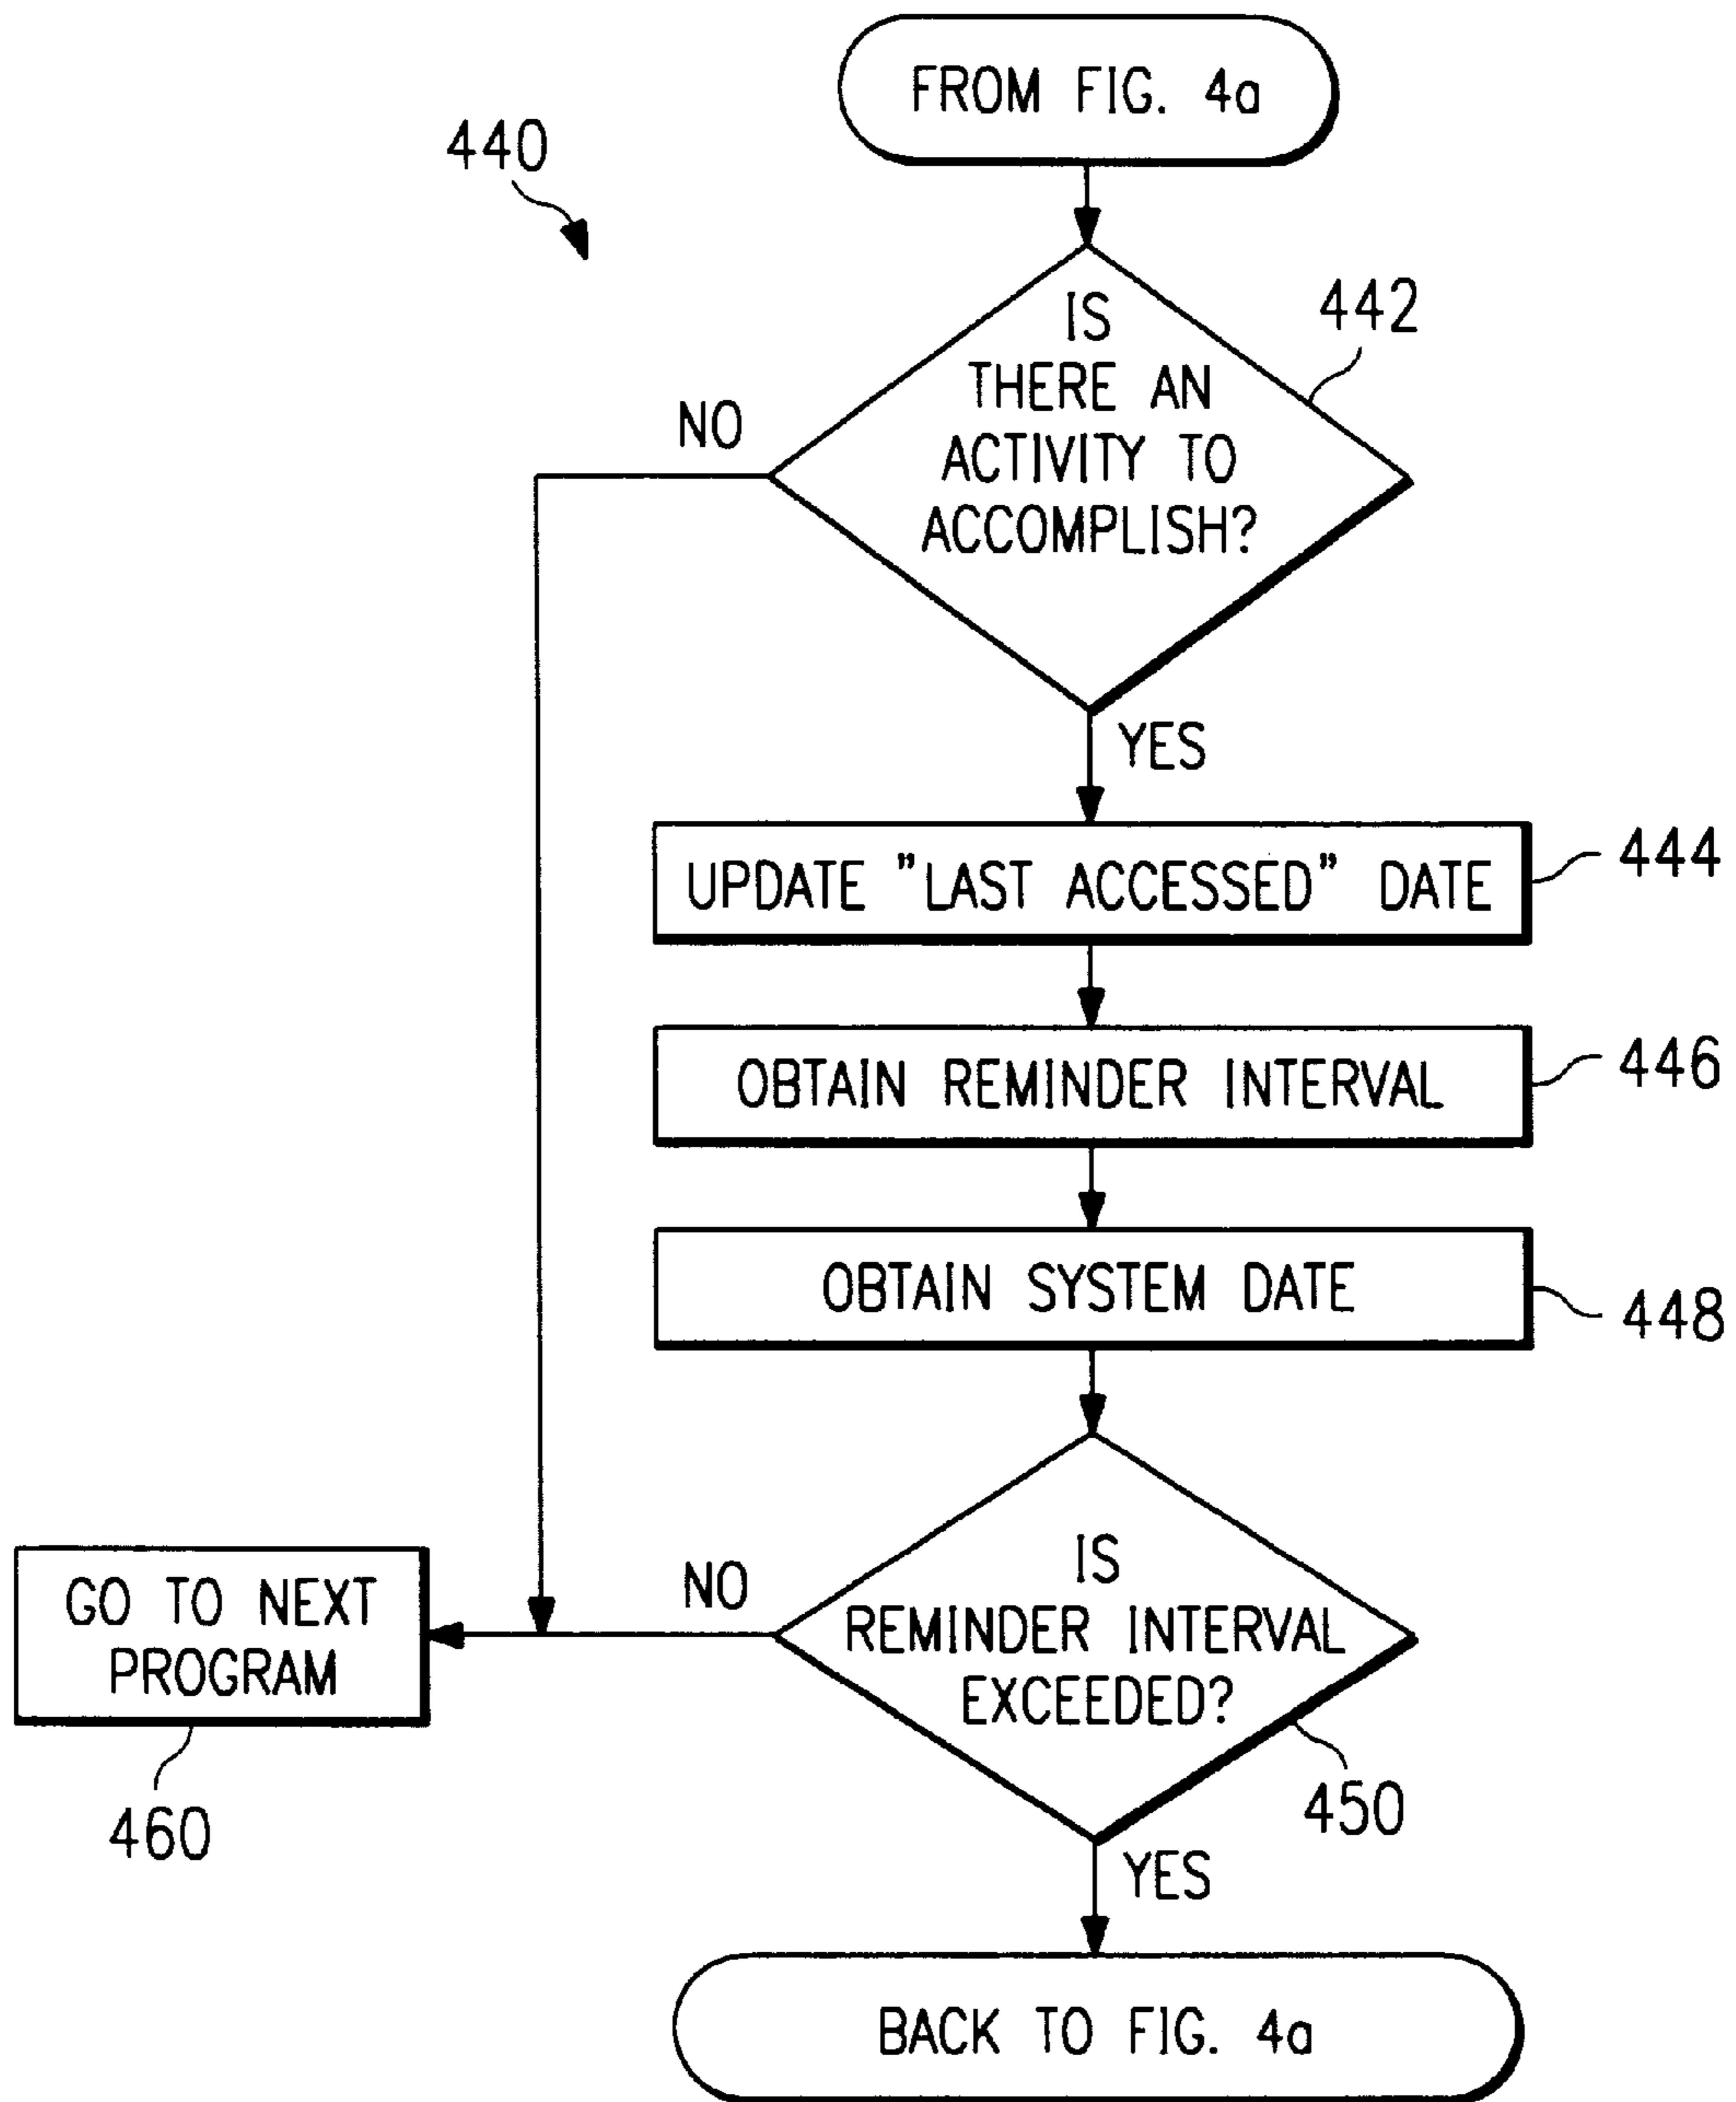 FROM FIG. 4a
440
442
IS
THERE AN
ACTIVITY TO
ACCOMPLISH?
NO
YES
UPDATE "LAST ACCESSED" DATE
444
OBTAIN REMINDER INTERVAL
446
OBTAIN SYSTEM DATE
448
IS
REMINDER INTERVAL
EXCEEDED?
NO
GO TO NEXT
PROGRAM
460
450
YES
BACK TO FIG. 4a